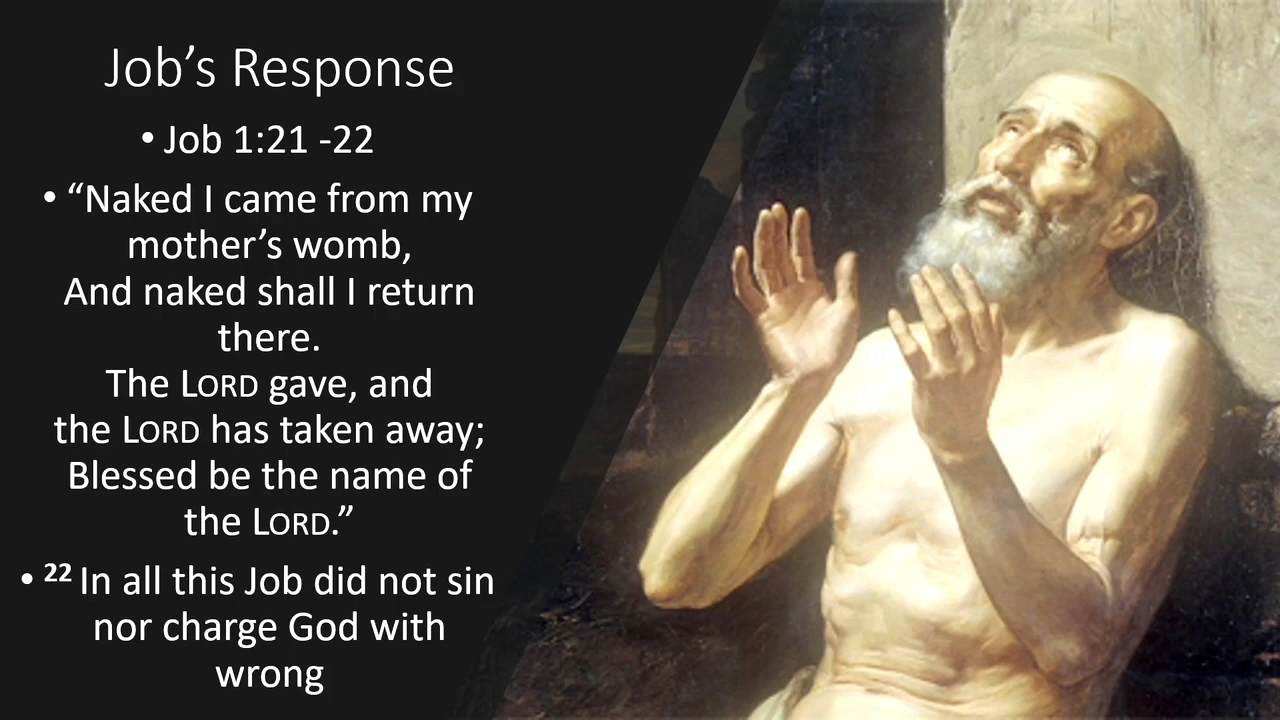 Job’s Response
• Job 1:21 -22
• “Naked I came from my
mother’s womb,
And naked shall I return
there.
The LORD gave, and
the LORD has taken away;
Blessed be the name of
the LORD.”
• 22 In all this Job did not sin
nor charge God with
wrong